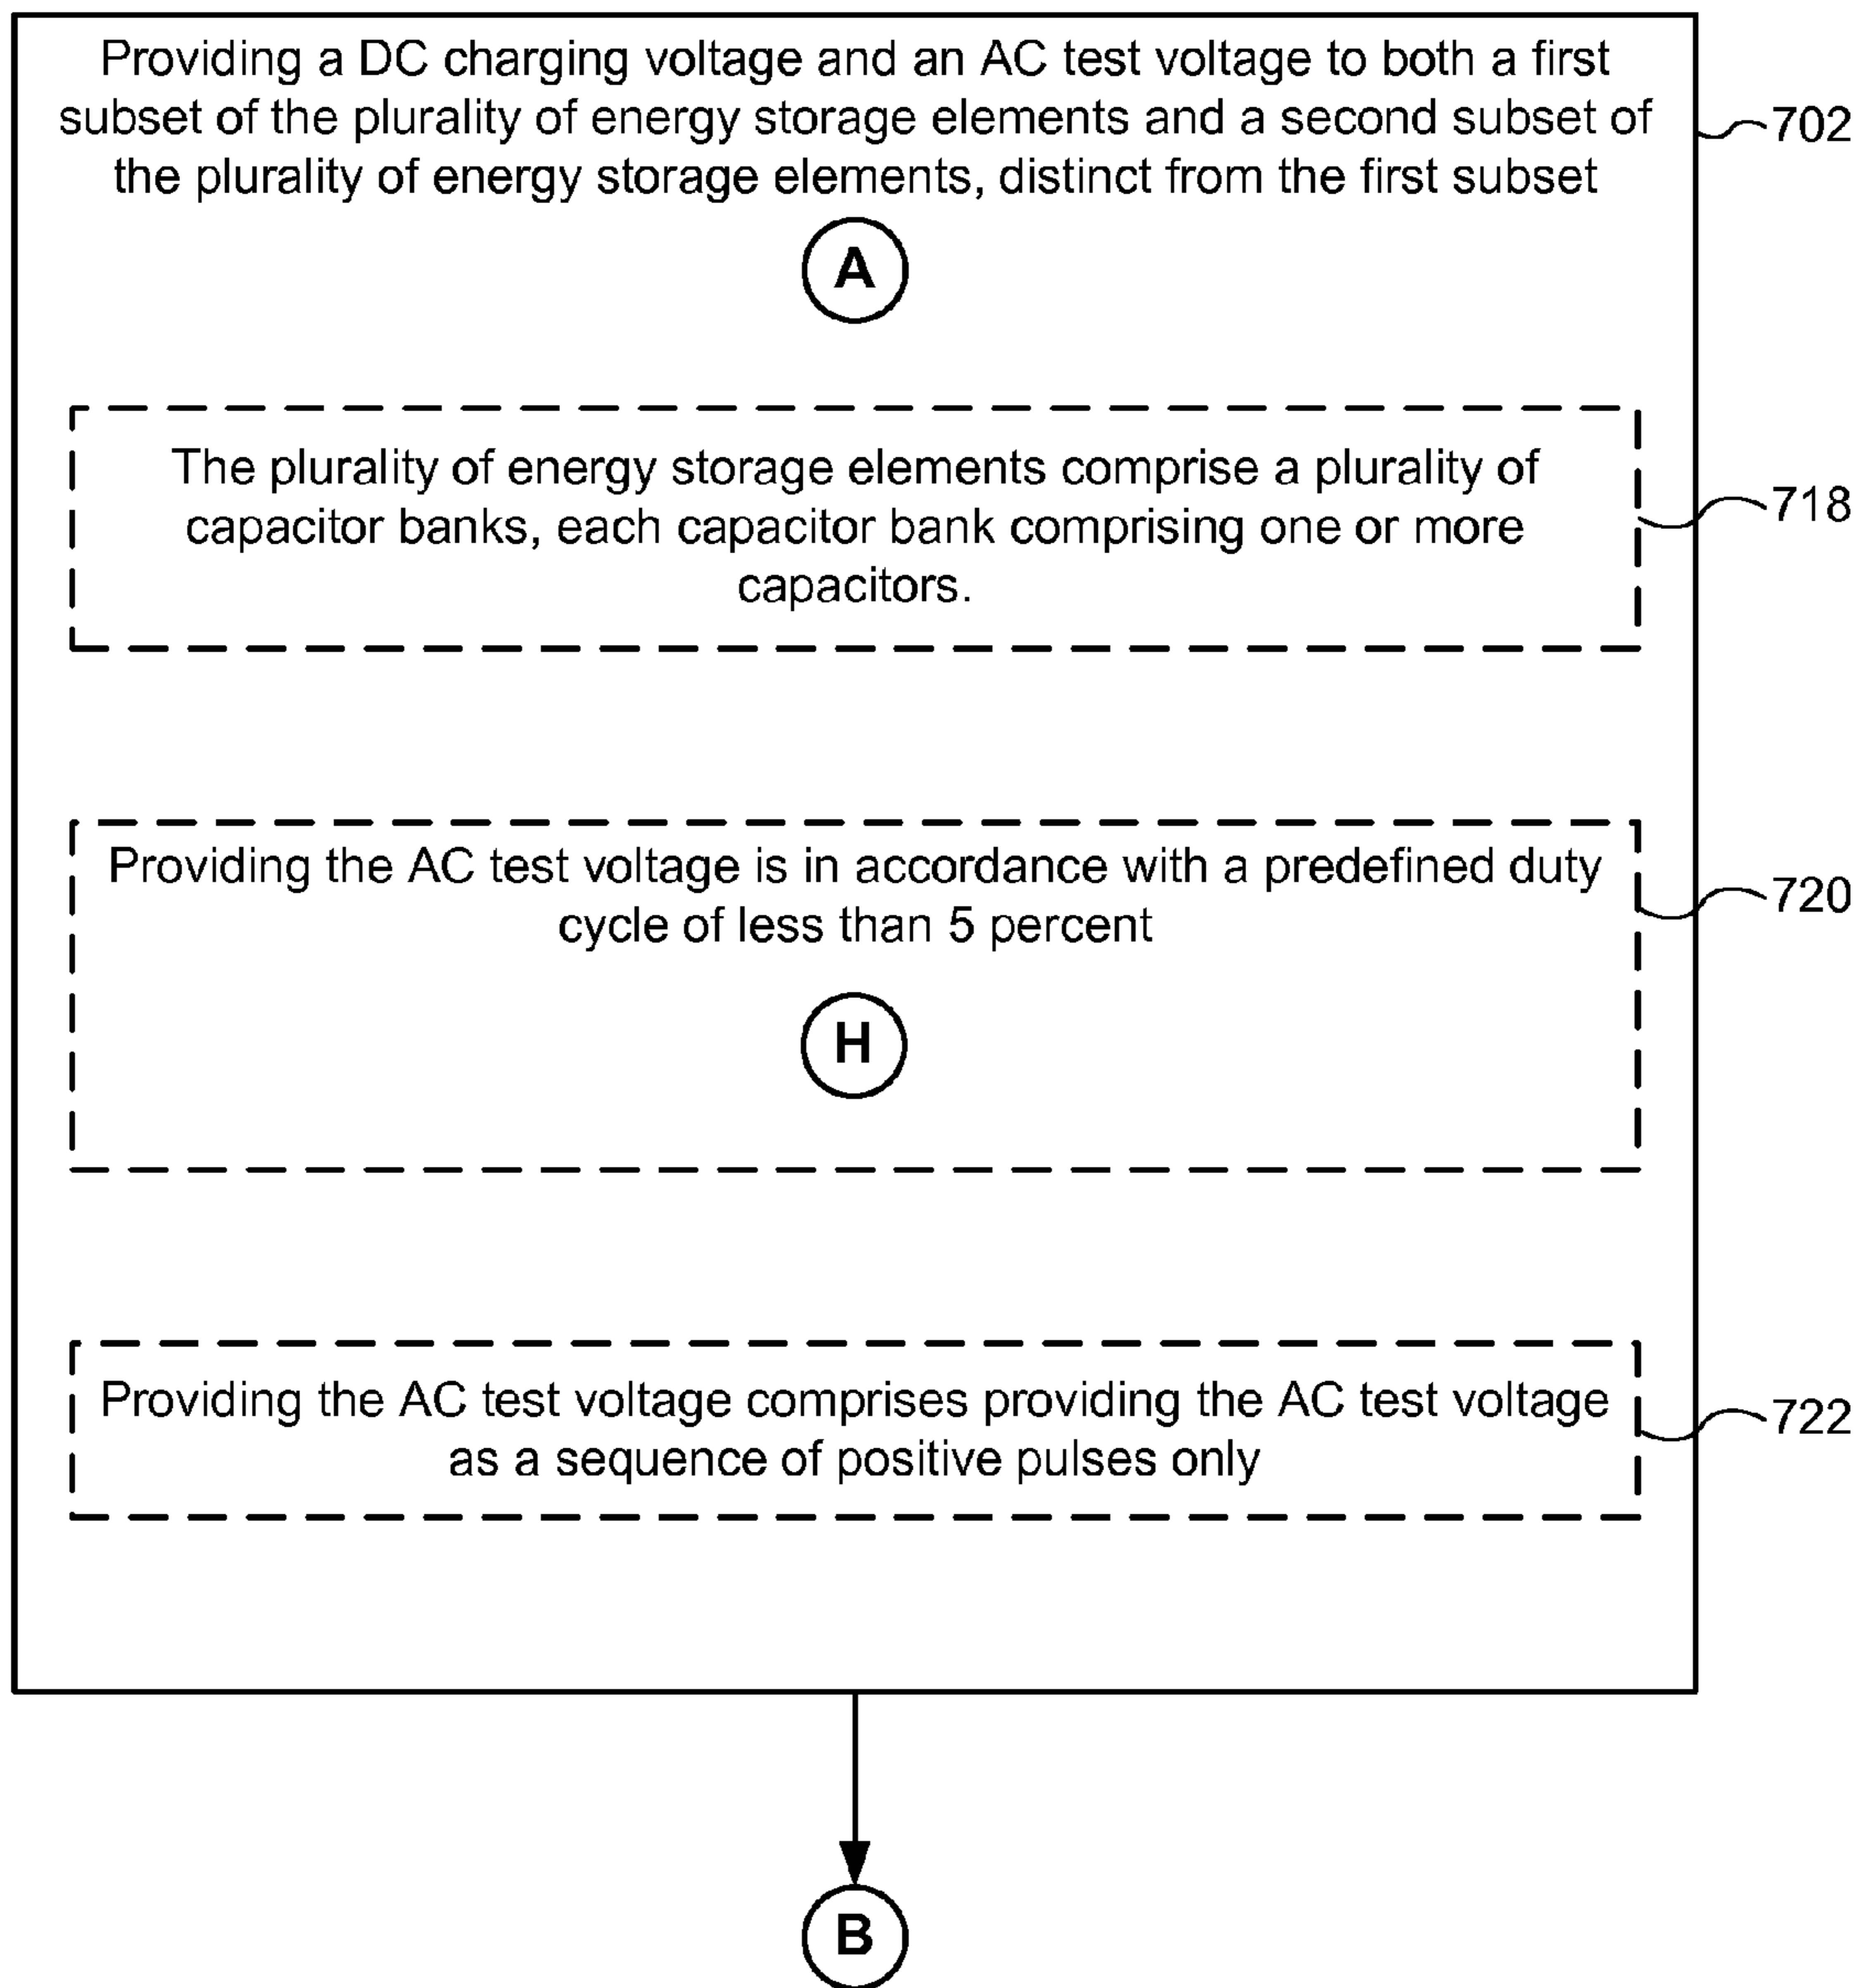 Providing a DC charging voltage and an AC test voltage to both a first
subset of the plurality of energy storage elements and a second subset of
the plurality of energy storage elements, distinct from the first subset
702
A
The plurality of energy storage elements comprise a plurality of
capacitor banks, each capacitor bank comprising one or more
capacitors.
718
Providing the AC test voltage is in accordance with a predefined duty
cycle of less than 5 percent
720
H
Providing the AC test voltage comprises providing the AC test voltage
as a sequence of positive pulses only
722
B